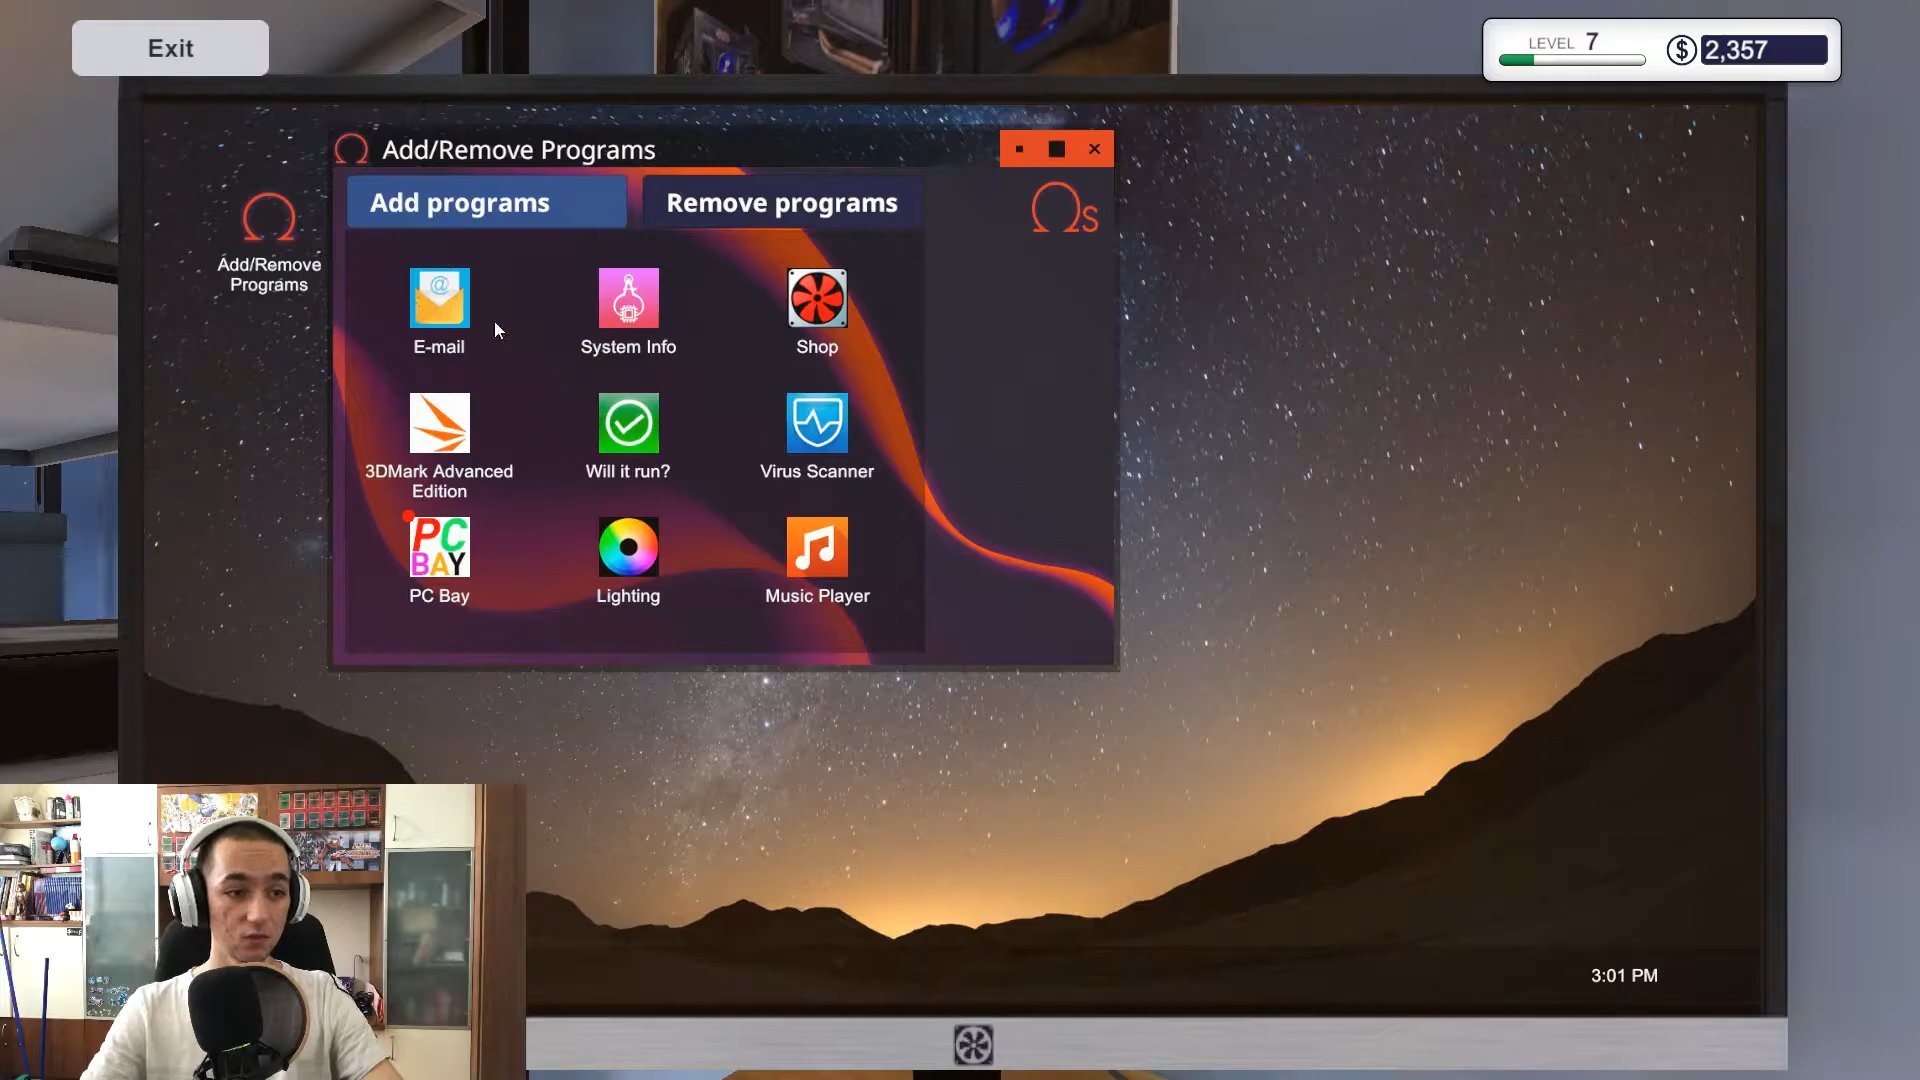 Exit
LEVEL 7
$ 2,357
Add/Remove Programs
Add programs
Remove programs
Ωs
Add/Remove
Programs
E-mail
System Info
Shop
3DMark Advanced
Edition
Will it run?
Virus Scanner
PC
BAY
PC Bay
Lighting
Music Player
3:01 PM